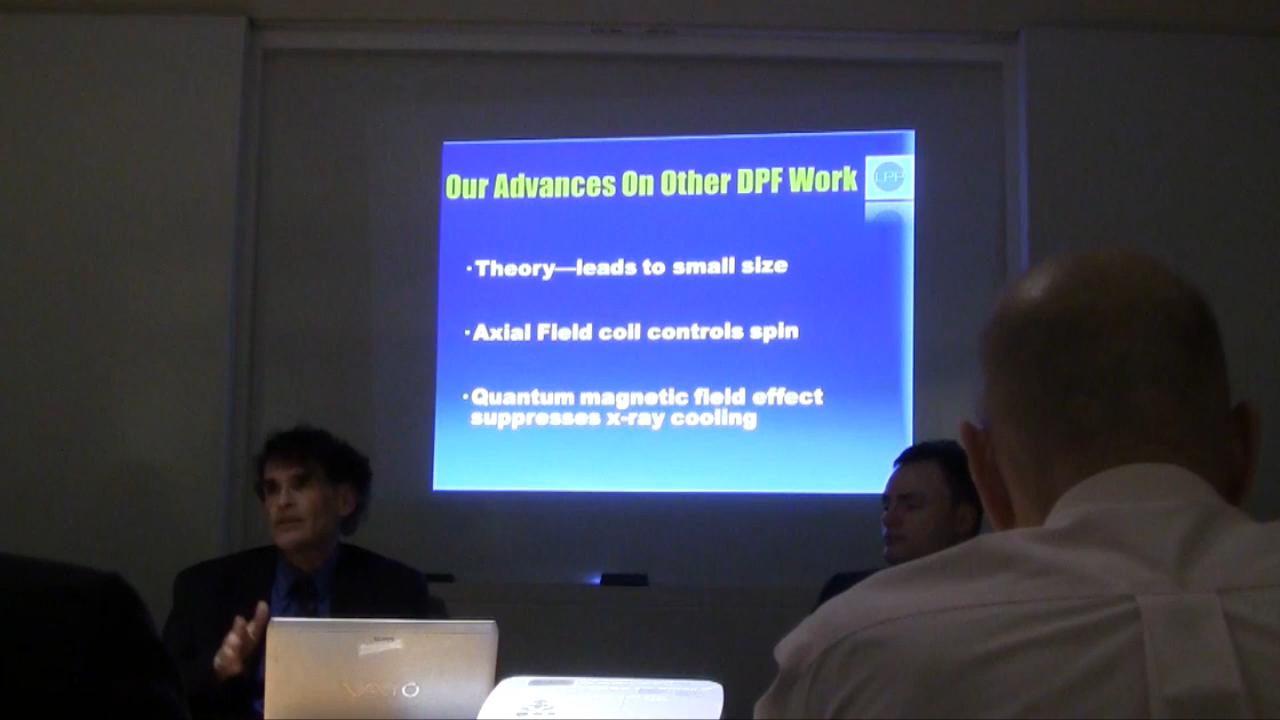 Our Advances On Other DPF Work
LPP
·Theory—leads to small size
·Axial Field coil controls spin
·Quantum magnetic field effect
suppresses x-ray cooling
VAIO